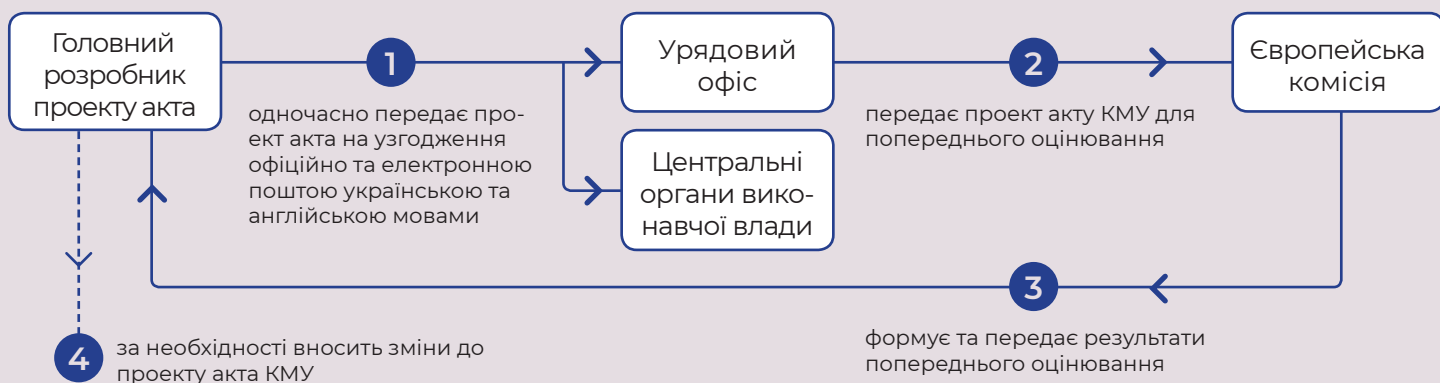 Головний
розробник
проекту акта
1
одночасно передає про-
ект акта на узгодження
офіційно та електронною
поштою українською та
англійською мовами
Урядовий
офіс
Центральні
органи вико-
навчої влади
2
передає проект акту КМУ для
попереднього оцінювання
Європейська
комісія
3
формує та передає результати
попереднього оцінювання
4
за необхідності вносить зміни до
проекту акта КМУ